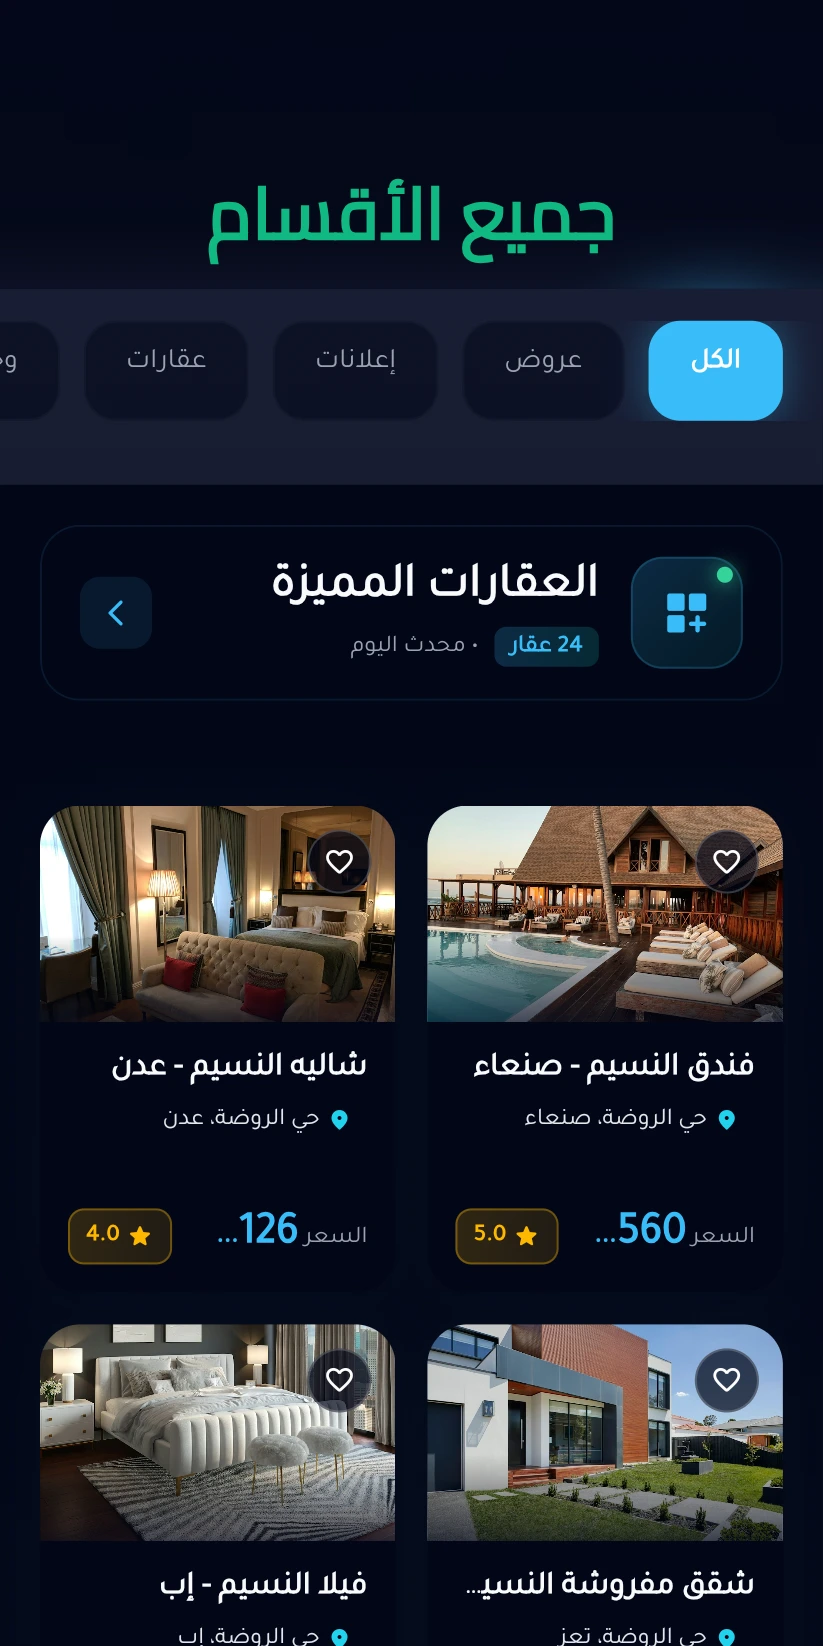 جميع الأقسام
الكل
عروض
إعلانات
عقارات
العقارات المميزة
24 عقار • محدث اليوم
فندق النسيم - صنعاء
حي الروضة، صنعاء
السعر 560...
5.0
شاليه النسيم - عدن
حي الروضة، عدن
السعر 126...
4.0
شقق مفروشة النسيـ...
حي الروضة، تعز
فيلا النسيم - إب
حي الروضة، إب